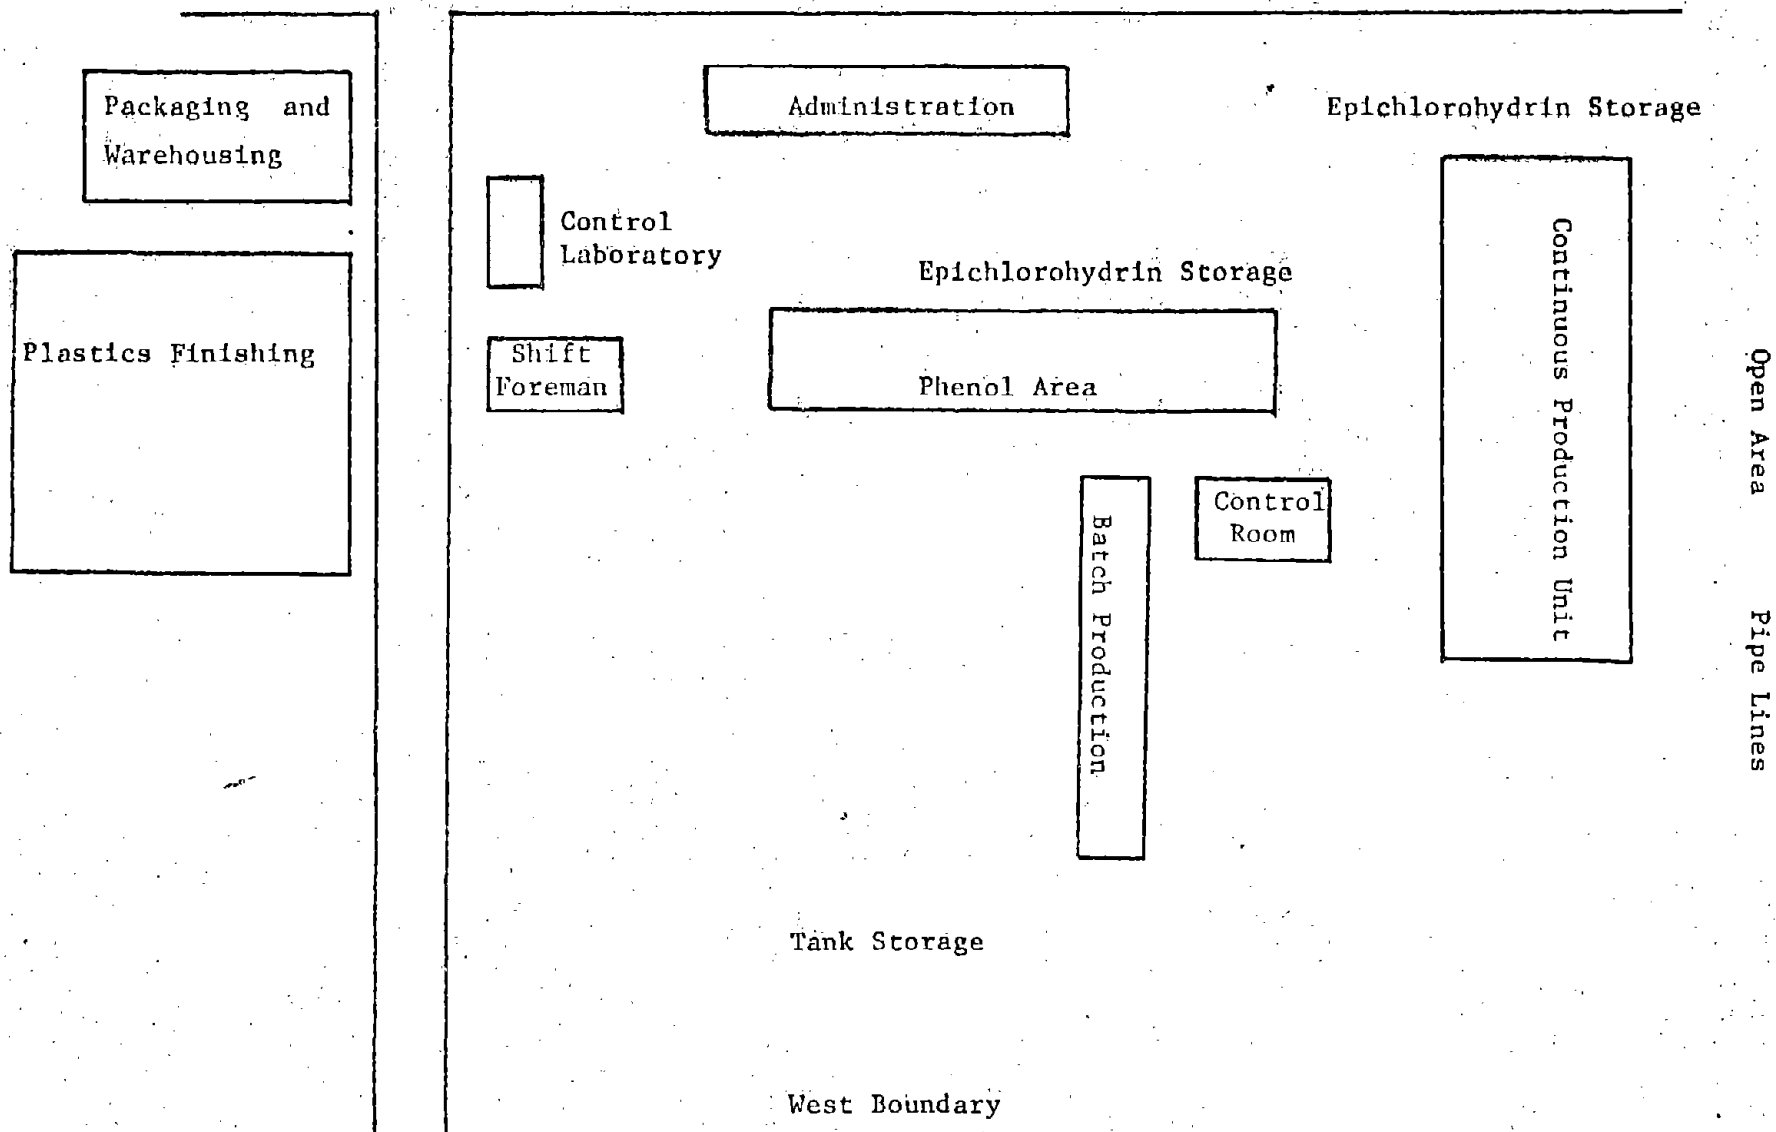 Packaging and
Warehousing
Administration
Epichlorohydrin Storage
Control
Laboratory
Epichlorohydrin Storage
Continuous Production Unit
Plastics Finishing
Shift
Foreman
Phenol Area
Open Area
Control
Room
Batch Production
Pipe Lines
Tank Storage
West Boundary